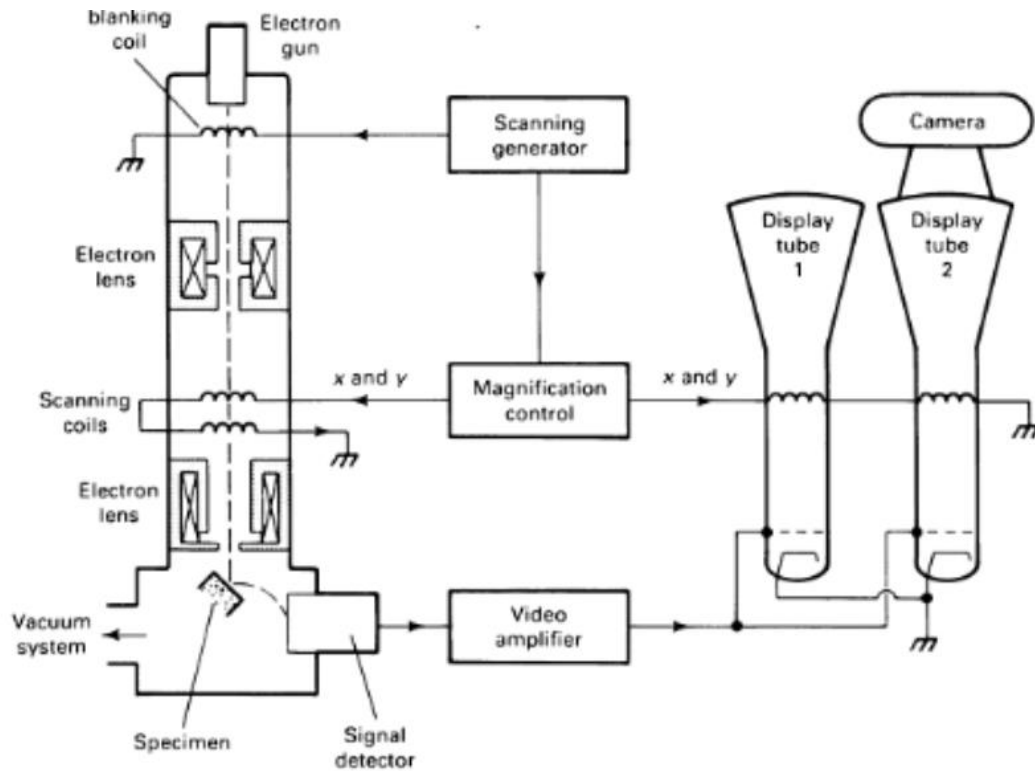 blanking
coil
Electron
gun
Scanning
generator
Camera
Display
tube
1
Display
tube
2
Electron
lens
x and y
Magnification
control
x and y
Scanning
coils
Electron
lens
Vacuum
system
Video
amplifier
Specimen
Signal
detector